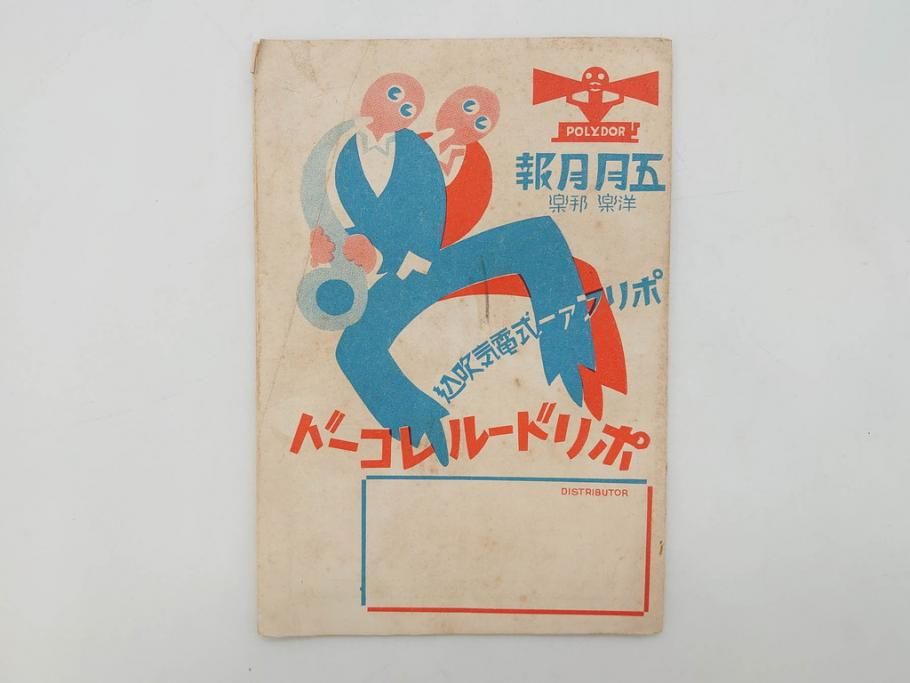 POLYDOR
五月月報
洋楽 邦楽
ポリファー式電気吹込
ポリドールレコード
DISTRIBUTOR